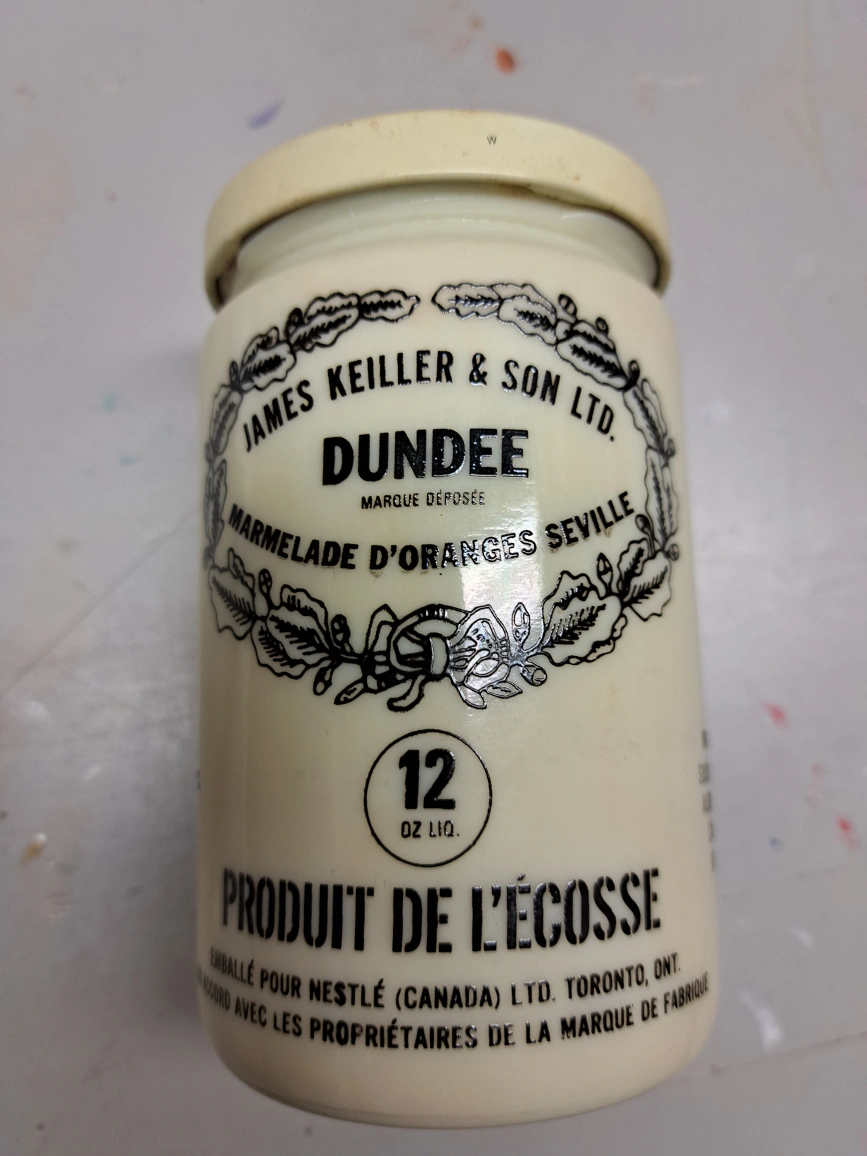 W
JAMES KEILLER & SON LTD.
DUNDEE
MARQUE DÉPOSÉE
MARMELADE D'ORANGES SEVILLE
12
OZ LIQ.
PRODUIT DE L'ÉCOSSE
EMBALLÉ POUR NESTLÉ (CANADA) LTD. TORONTO, ONT.
ACCORD AVEC LES PROPRIÉTAIRES DE LA MARQUE DE FABRIQUE